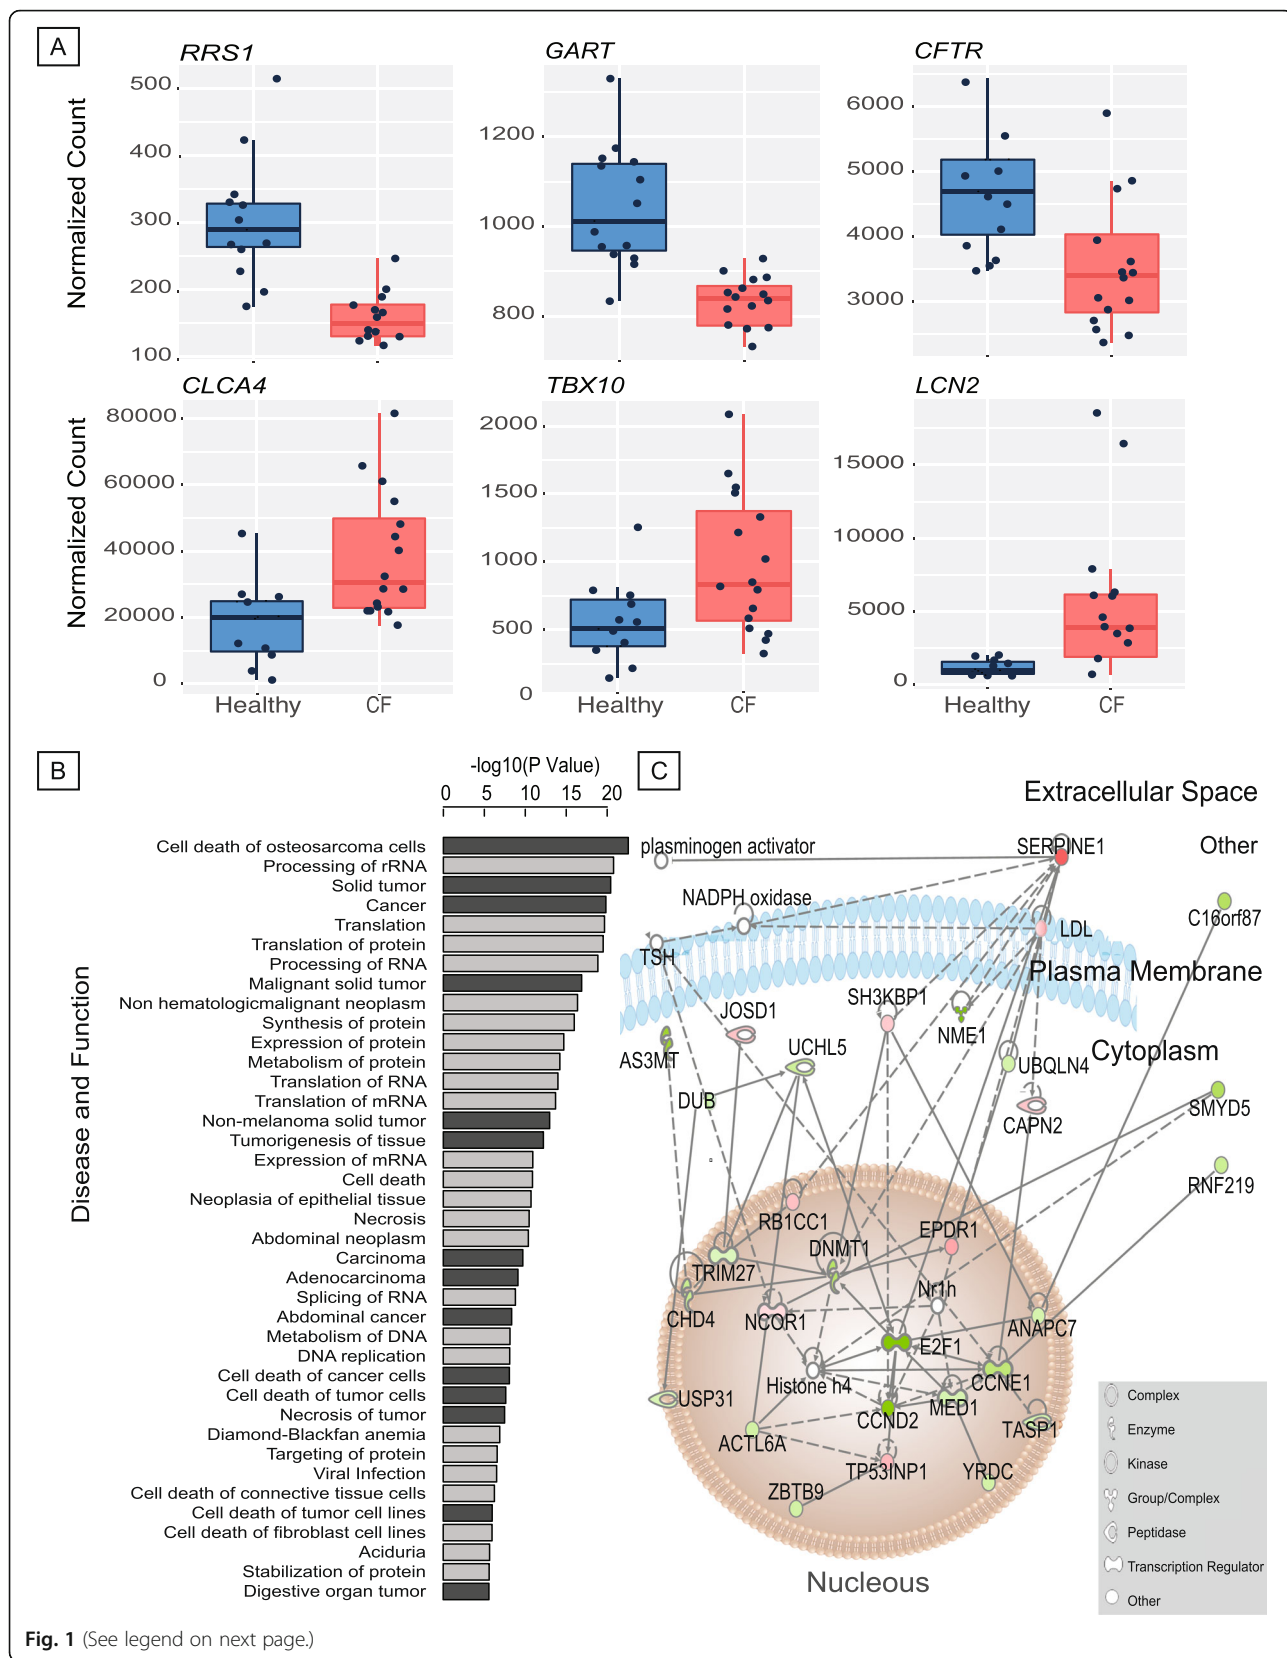 A
RRS1
GART
CFTR
Normalized Count
500
400
300
200
100
1200
1000
800
6000
5000
4000
3000
CLCA4
TBX10
LCN2
Normalized Count
80000
60000
40000
20000
0
2000
1500
1000
500
0
15000
10000
5000
0
Healthy CF
Healthy CF
Healthy CF
B
-log10(P Value)
0 5 10 15 20
Disease and Function
Cell death of osteosarcoma cells
Processing of rRNA
Solid tumor
Cancer
Translation
Translation of protein
Processing of RNA
Malignant solid tumor
Non hematologicmalignant neoplasm
Synthesis of protein
Expression of protein
Metabolism of protein
Translation of RNA
Translation of mRNA
Non-melanoma solid tumor
Tumorigenesis of tissue
Expression of mRNA
Cell death
Neoplasia of epithelial tissue
Necrosis
Abdominal neoplasm
Carcinoma
Adenocarcinoma
Splicing of RNA
Abdominal cancer
Metabolism of DNA
DNA replication
Cell death of cancer cells
Cell death of tumor cells
Necrosis of tumor
Diamond-Blackfan anemia
Targeting of protein
Viral Infection
Cell death of connective tissue cells
Cell death of tumor cell lines
Cell death of fibroblast cell lines
Aciduria
Stabilization of protein
Digestive organ tumor
C
Extracellular Space
plasminogen activator
SERPINE1
Other
NADPH oxidase
C16orf87
TSH
LDL
Plasma Membrane
SH3KBP1
JOSD1
NME1
AS3MT
UCHL5
Cytoplasm
UBQLN4
DUB
SMYD5
CAPN2
RNF219
RB1CC1
EPDR1
DNMT1
TRIM27
Nr1h
CHD4
NCOR1
ANAPC7
E2F1
Histone h4
CCNE1
USP31
MED1
CCND2
TASP1
ACTL6A
TP53INP1
YRDC
ZBTB9
Nucleous
Complex
Enzyme
Kinase
Group/Complex
Peptidase
Transcription Regulator
Other
Fig. 1 (See legend on next page.)